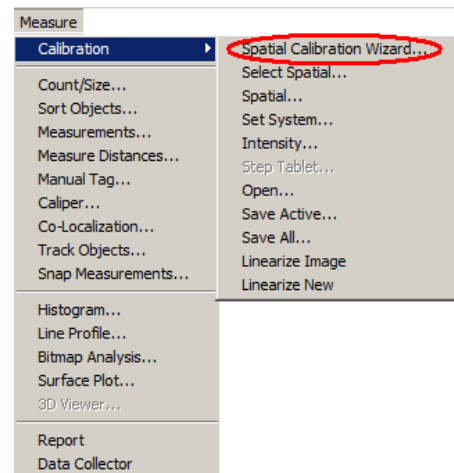 Measure
Calibration
Count/Size...
Sort Objects...
Measurements...
Measure Distances...
Manual Tag...
Caliper...
Co-Localization...
Track Objects...
Snap Measurements...
Histogram...
Line Profile...
Bitmap Analysis...
Surface Plot...
3D Viewer...
Report
Data Collector
Spatial Calibration Wizard...
Select Spatial...
Spatial...
Set System...
Intensity...
Step Tablet...
Open...
Save Active...
Save All...
Linearize Image
Linearize New